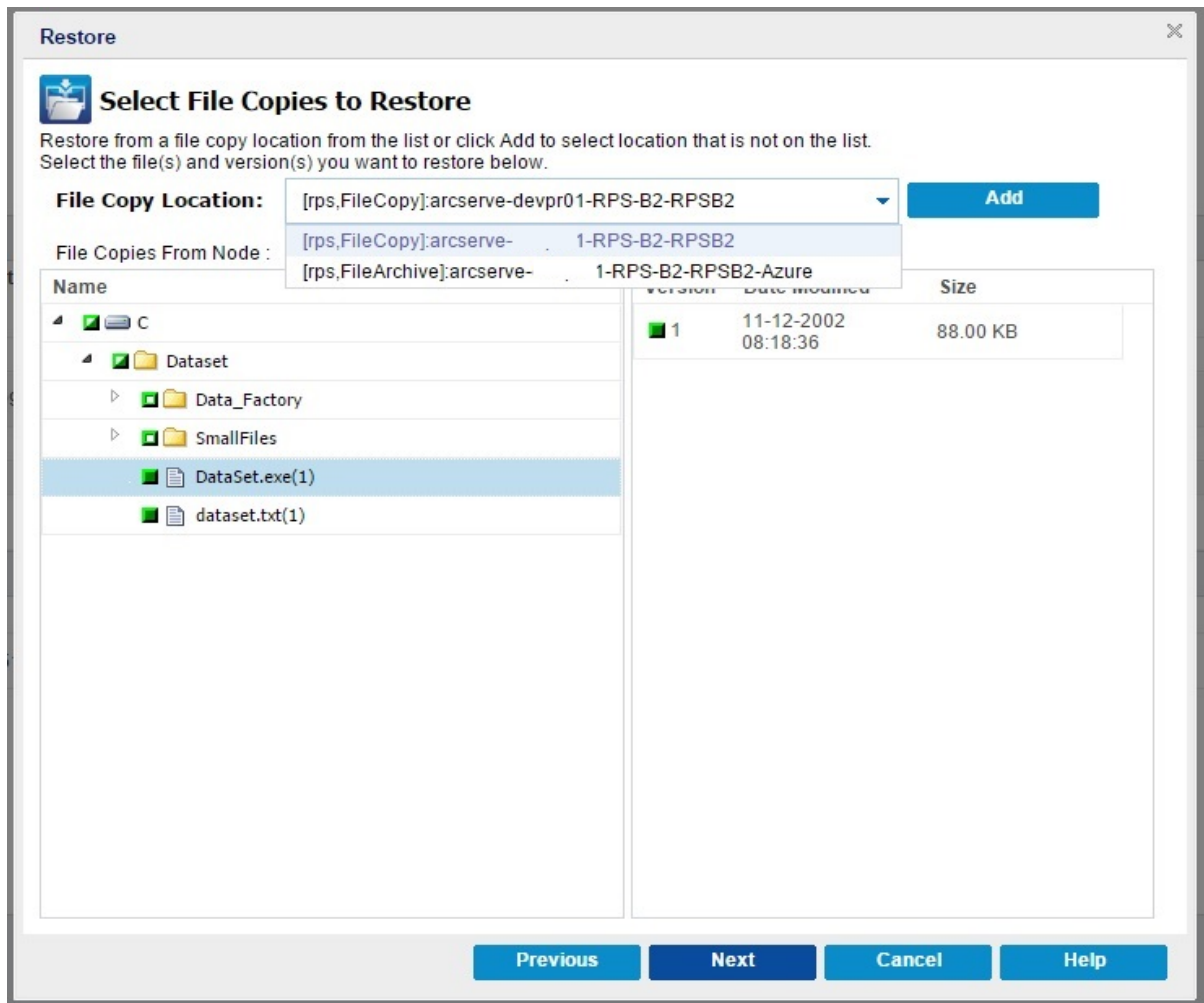 Restore
Select File Copies to Restore
Restore from a file copy location from the list or click Add to select location that is not on the list.
Select the file(s) and version(s) you want to restore below.
File Copy Location: [rps,FileCopy]:arcserve-devpr01-RPS-B2-RPSB2 Add
[rps,FileCopy]:arcserve- . 1-RPS-B2-RPSB2
File Copies From Node :
[rps,FileArchive]:arcserve- . 1-RPS-B2-RPSB2-Azure
Name Version Date Modified Size
C
1 11-12-2002 08:18:36 88.00 KB
Dataset
Data_Factory
SmallFiles
DataSet.exe(1)
dataset.txt(1)
Previous Next Cancel Help